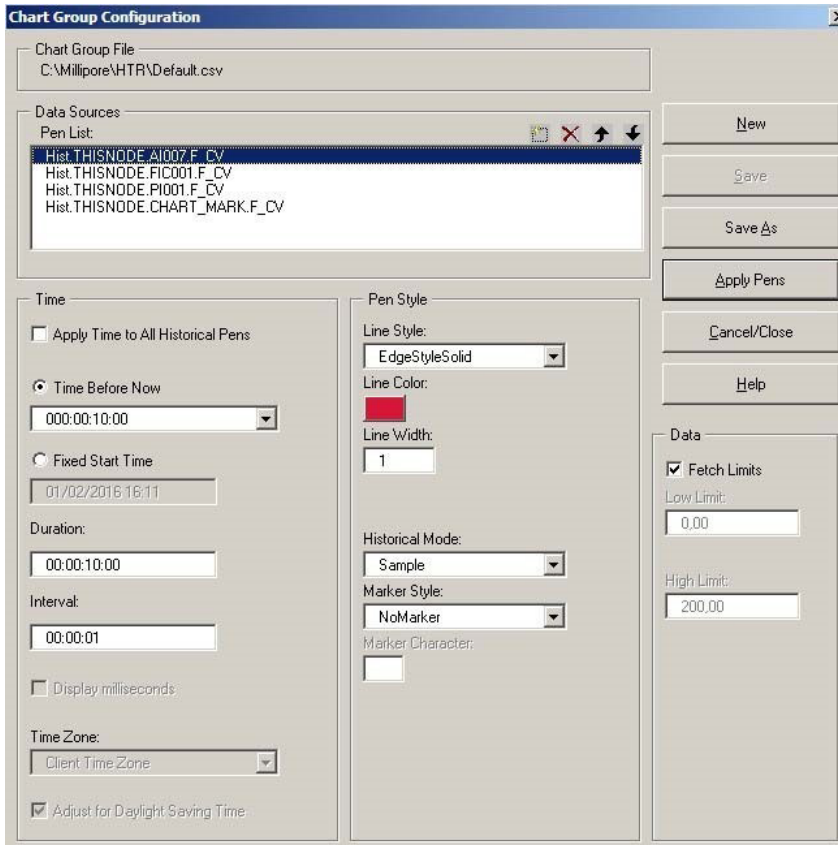 Chart Group Configuration
Chart Group File
C:\Millipore\HTR\Default.csv
Data Sources
Pen List:
Hist.THISNODE.AI007.F_CV
Hist.THISNODE.FIC001.F_CV
Hist.THISNODE.PI001.F_CV
Hist.THISNODE.CHART_MARK.F_CV
New
Save
Save As
Apply Pens
Cancel/Close
Help
Time
Apply Time to All Historical Pens
Time Before Now
000:00:10:00
Fixed Start Time
01/02/2016 16:11
Duration:
00:00:10:00
Interval:
00:00:01
Display milliseconds
Time Zone:
Client Time Zone
Adjust for Daylight Saving Time
Pen Style
Line Style:
EdgeStyleSolid
Line Color:
Line Width:
1
Historical Mode:
Sample
Marker Style:
NoMarker
Marker Character:
Data
Fetch Limits
Low Limit:
0,00
High Limit:
200,00